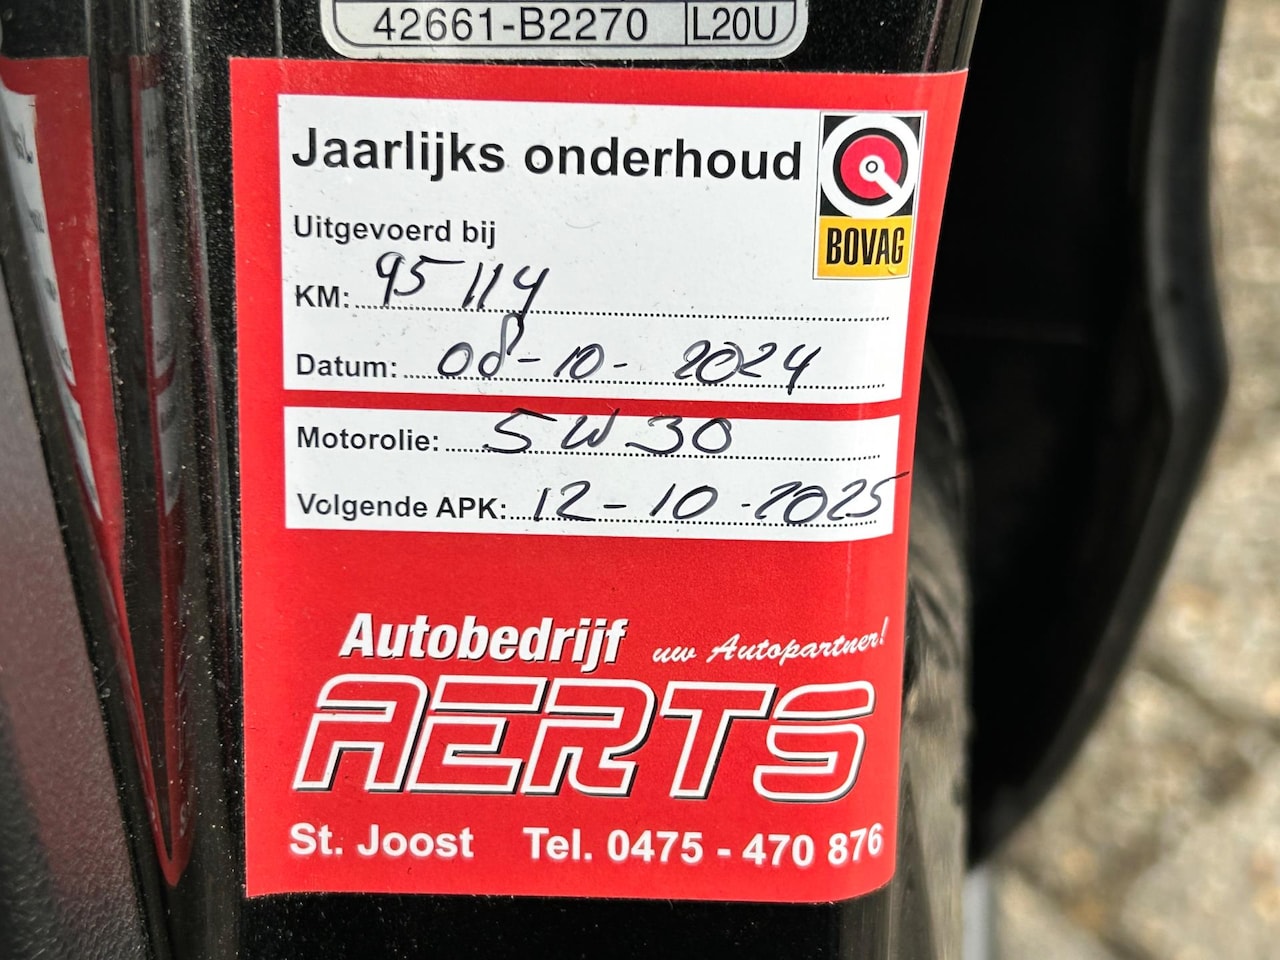 42661-B2270 L20U
Jaarlijks onderhoud
BOVAG
Uitgevoerd bij
KM: 95114
Datum: 08-10-2024
Motorolie: 5W30
Volgende APK: 12-10-2025
Autobedrijf uw Autopartner!
AERTS
St. Joost Tel. 0475 - 470 876